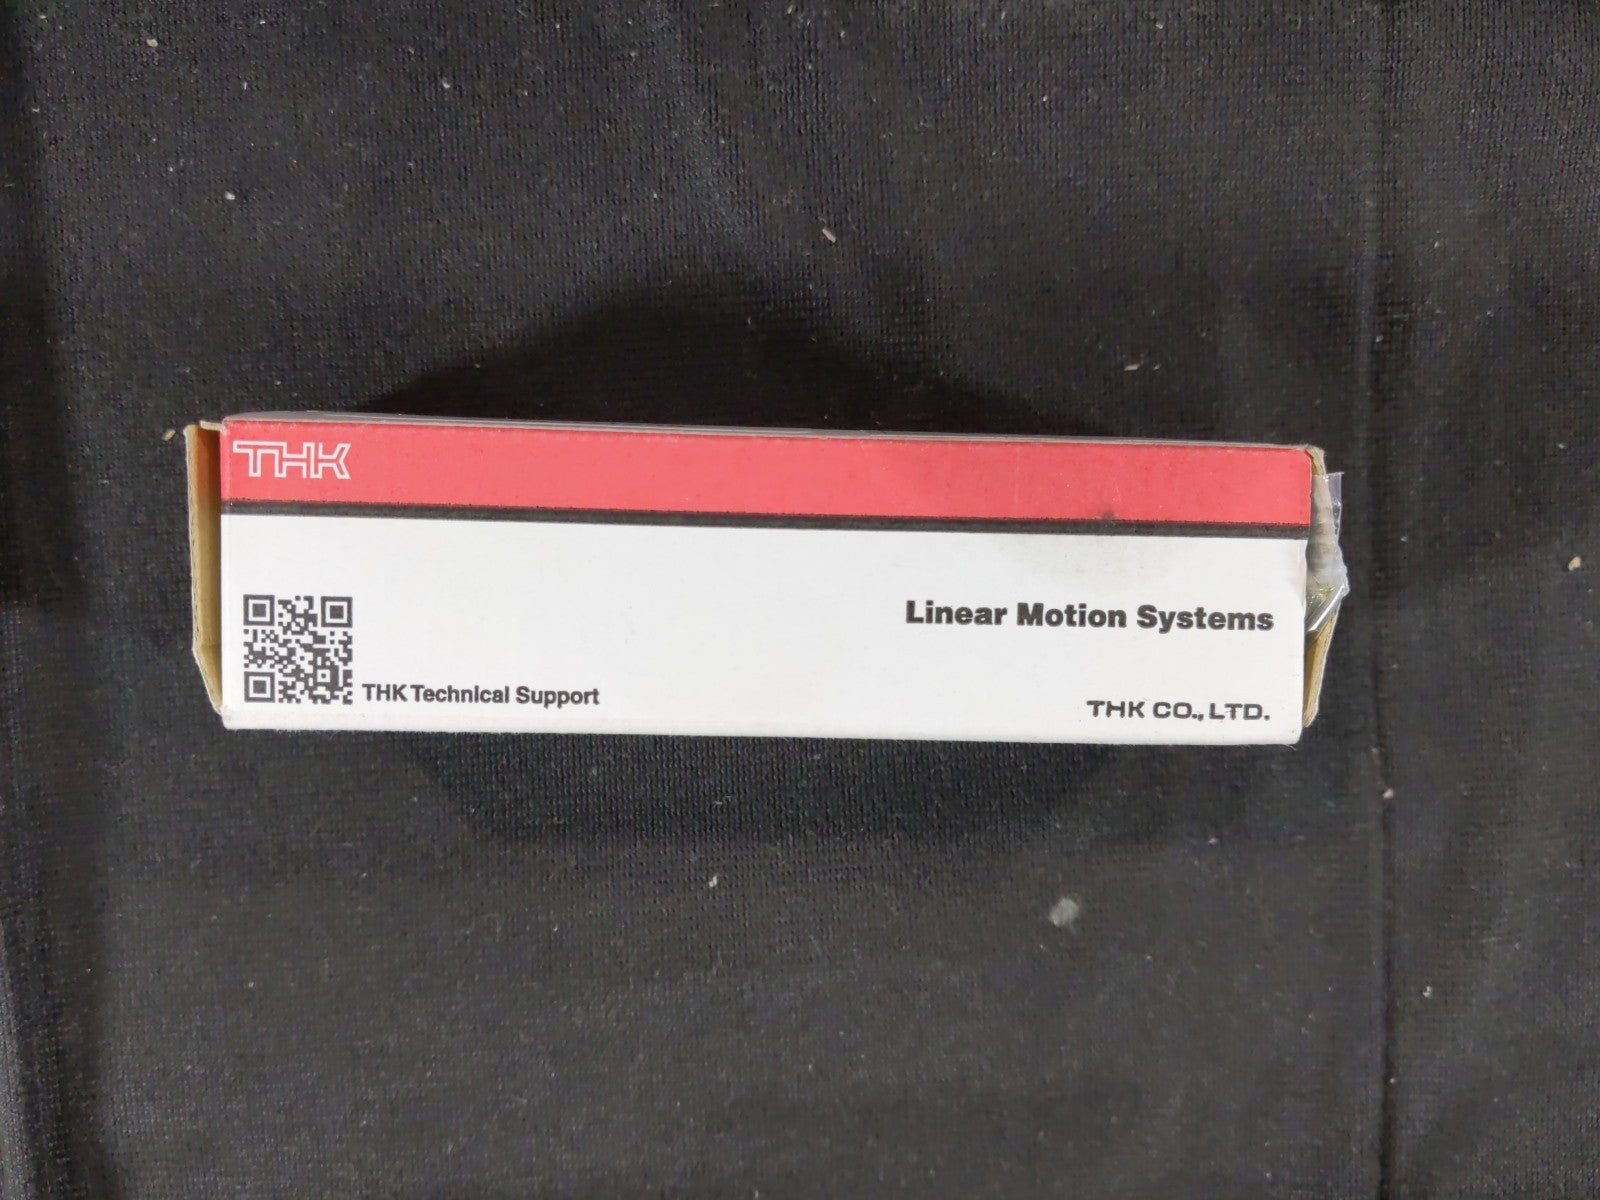 THK
Linear Motion Systems
THK Technical Support
THK CO., LTD.